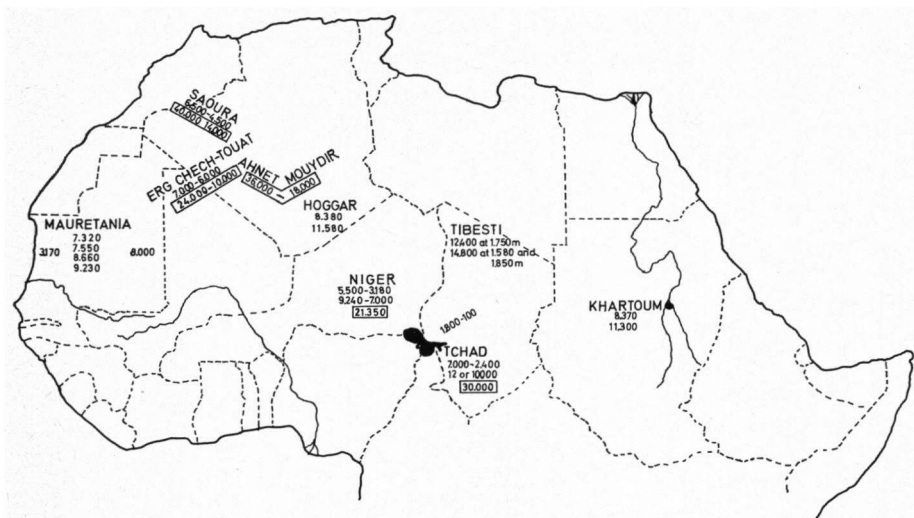 SAOURA
6.500-4.500
40.000-14.000
ERG CHECH-TOUAT
7.000-6.000
24.000-10.000
AHNET MOUYDIR
36.000 - 18.000
HOGGAR
8.380
11.580
MAURETANIA
7.320
7.550
8.660
9.230
3.170
8.000
TIBESTI
12.400 at 1.750m
14.800 at 1.580 and
1.850 m
NIGER
5.500-3.180
9.240-7.000
21.350
1.800-100
TCHAD
7.000-2.400
12 or 10000
30.000
KHARTOUM
8.370
11.300